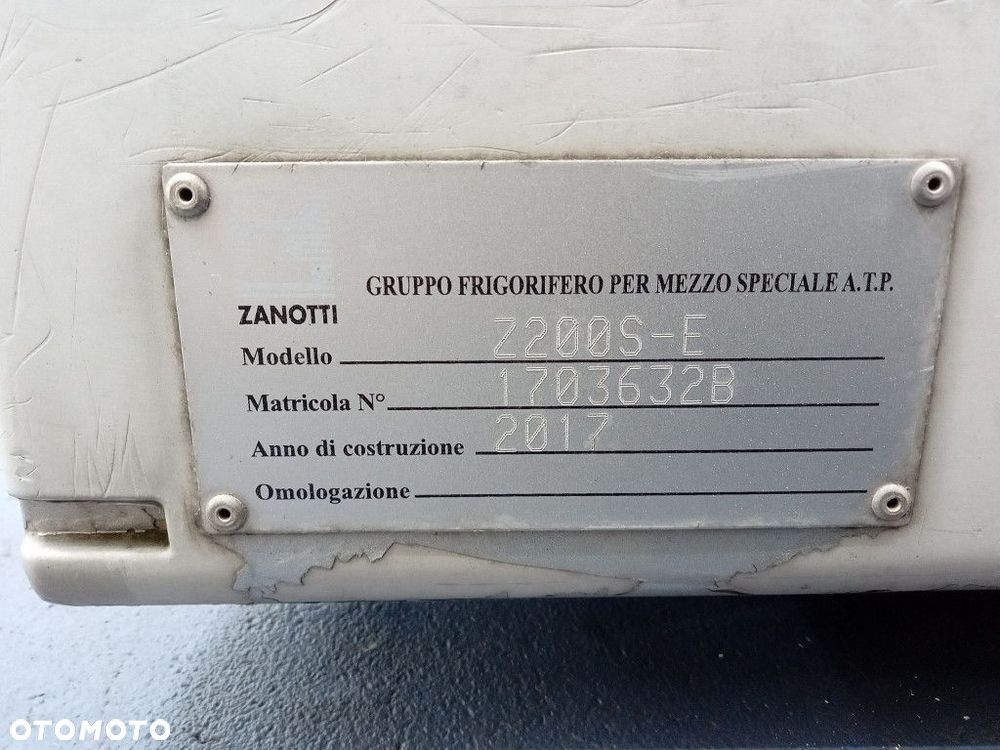 GRUPPO FRIGORIFERO PER MEZZO SPECIALE A.T.P.
ZANOTTI
Modello Z200S-E
Matricola N° 1703632B
Anno di costruzione 2017
Omologazione
OTOMOTO